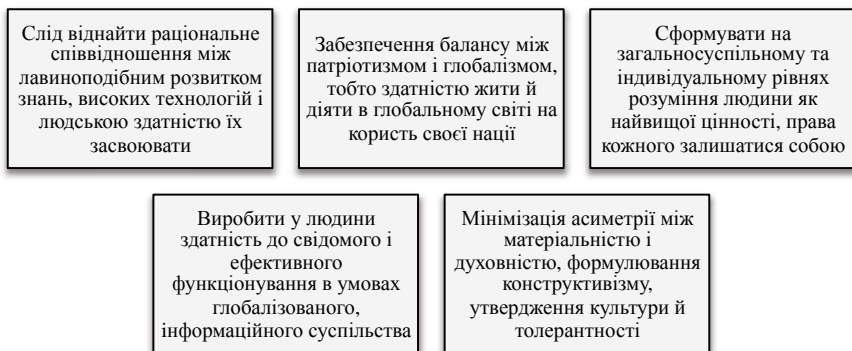 Слід віднайти раціональне
співвідношення між
лавиноподібним розвитком
знань, високих технологій і
людською здатністю їх
засвоювати
Забезпечення балансу між
патріотизмом і глобалізмом,
тобто здатністю жити й
діяти в глобальному світі на
користь своєї нації
Сформувати на
загальносуспільному та
індивідуальному рівнях
розуміння людини як
найвищої цінності, права
кожного залишатися собою
Виробити у людини
здатність до свідомого і
ефективного
функціонування в умовах
глобалізованого,
інформаційного суспільства
Мінімізація асиметрії між
матеріальністю і
духовністю, формулювання
конструктивізму,
утвердження культури й
толерантності